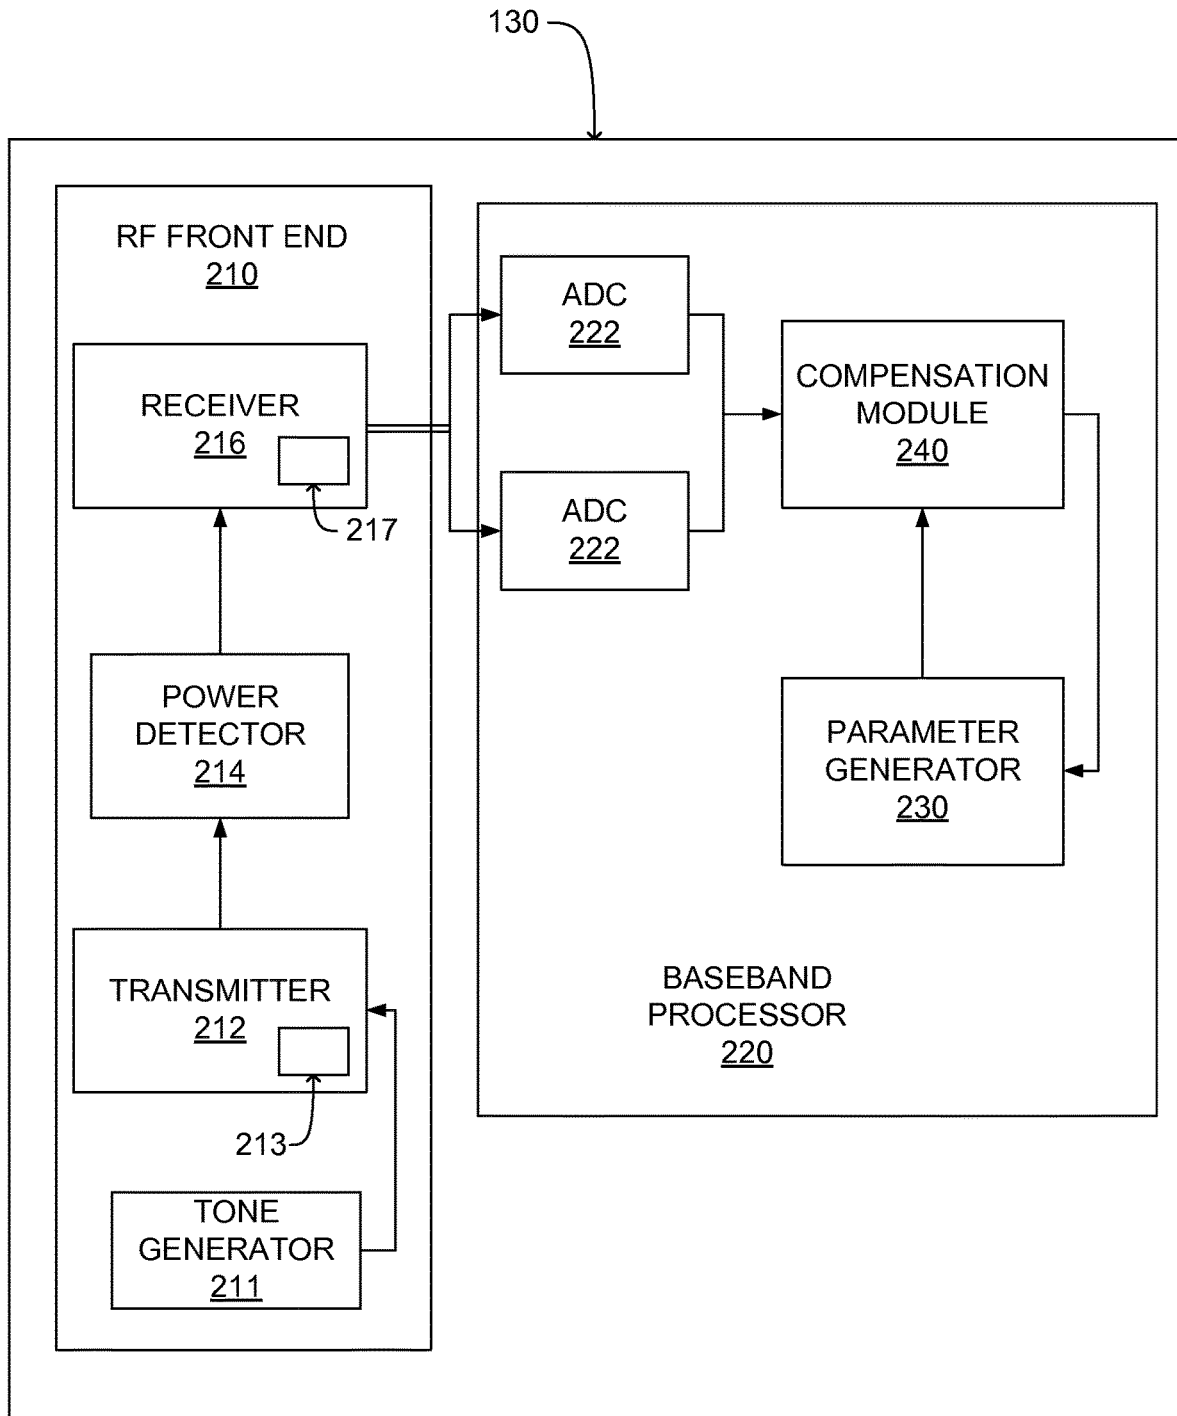 130
RF FRONT END
210
RECEIVER
216
217
POWER
DETECTOR
214
TRANSMITTER
212
213
TONE
GENERATOR
211
ADC
222
ADC
222
COMPENSATION
MODULE
240
PARAMETER
GENERATOR
230
BASEBAND
PROCESSOR
220